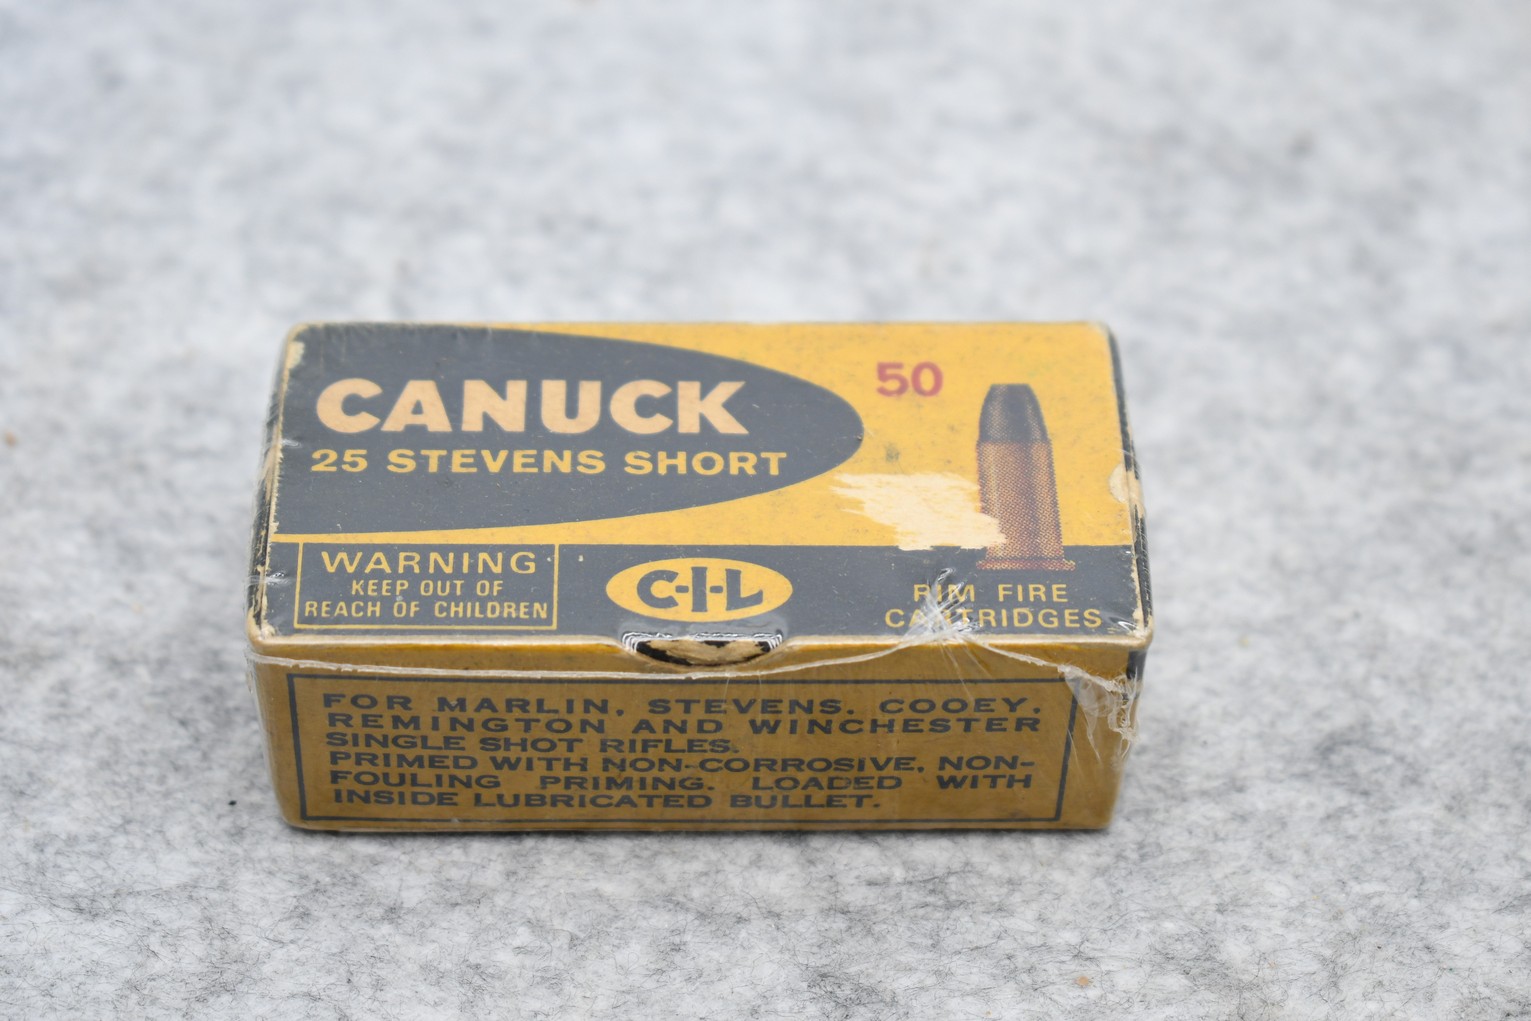 CANUCK
25 STEVENS SHORT
50
WARNING
KEEP OUT OF
REACH OF CHILDREN
C-I-L
RIM FIRE
CARTRIDGES
FOR MARLIN, STEVENS, COOEY,
REMINGTON AND WINCHESTER
SINGLE SHOT RIFLES.
PRIMED WITH NON-CORROSIVE, NON-
FOULING PRIMING. LOADED WITH
INSIDE LUBRICATED BULLET.